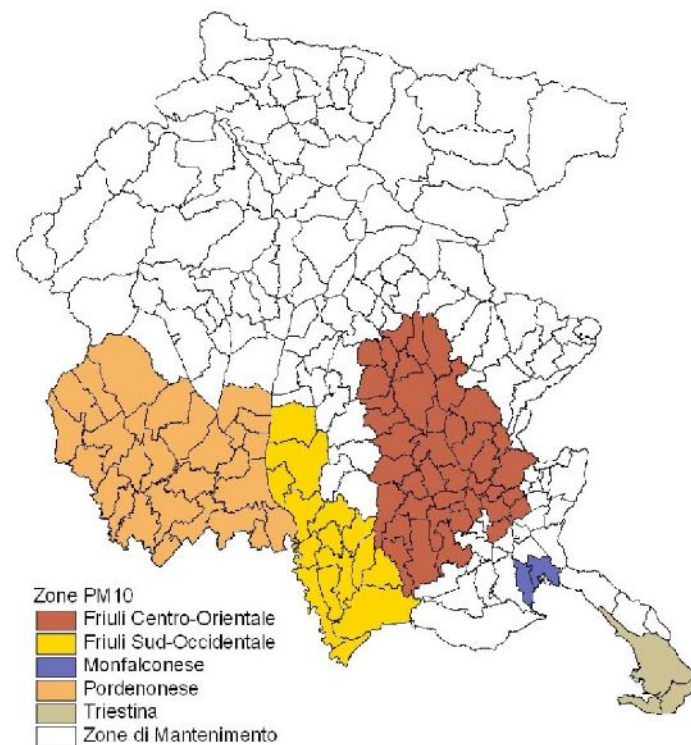 Zone PM10
Friuli Centro-Orientale
Friuli Sud-Occidentale
Monfalconese
Pordenonese
Triestina
Zone di Mantenimento